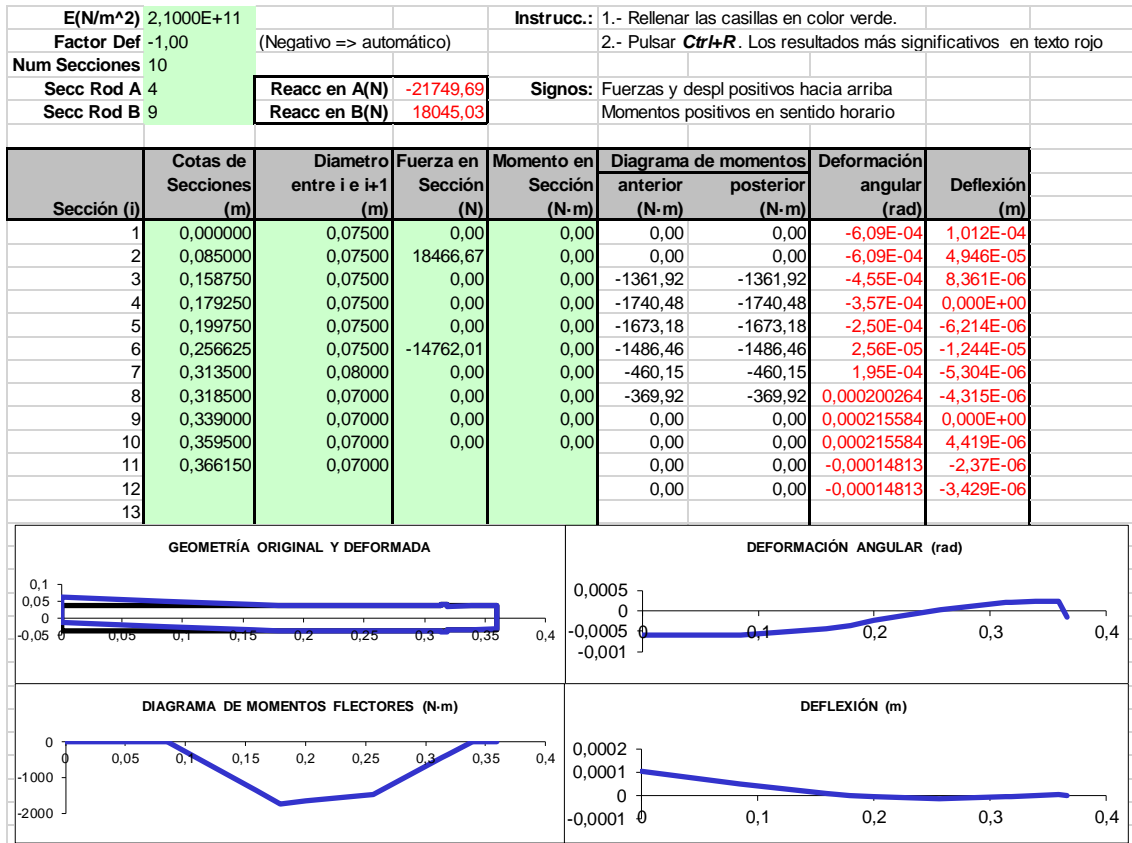 E(N/m^2) 2,1000E+11 Instrucc.: 1.- Rellenar las casillas en color verde.
Factor Def -1,00 (Negativo => automático) 2.- Pulsar Ctrl+R. Los resultados más significativos en texto rojo
Num Secciones 10
Secc Rod A 4 Reacc en A(N) -21749,69 Signos: Fuerzas y despl positivos hacia arriba
Secc Rod B 9 Reacc en B(N) 18045,03 Momentos positivos en sentido horario
Cotas de Diametro Fuerza en Momento en Diagrama de momentos Deformación
Secciones entre i e i+1 Sección Sección anterior posterior angular Deflexión
Sección (i) (m) (m) (N) (N·m) (N·m) (N·m) (rad) (m)
1 0,000000 0,07500 0,00 0,00 0,00 0,00 -6,09E-04 1,012E-04
2 0,085000 0,07500 18466,67 0,00 0,00 0,00 -6,09E-04 4,946E-05
3 0,158750 0,07500 0,00 0,00 -1361,92 -1361,92 -4,55E-04 8,361E-06
4 0,179250 0,07500 0,00 0,00 -1740,48 -1740,48 -3,57E-04 0,000E+00
5 0,199750 0,07500 0,00 0,00 -1673,18 -1673,18 -2,50E-04 -6,214E-06
6 0,256625 0,07500 -14762,01 0,00 -1486,46 -1486,46 2,56E-05 -1,244E-05
7 0,313500 0,08000 0,00 0,00 -460,15 -460,15 1,95E-04 -5,304E-06
8 0,318500 0,07000 0,00 0,00 -369,92 -369,92 0,000200264 -4,315E-06
9 0,339000 0,07000 0,00 0,00 0,00 0,00 0,000215584 0,000E+00
10 0,359500 0,07000 0,00 0,00 0,00 0,00 0,000215584 4,419E-06
11 0,366150 0,07000 0,00 0,00 -0,00014813 -2,37E-06
12 0,00 0,00 -0,00014813 -3,429E-06
13
GEOMETRÍA ORIGINAL Y DEFORMADA
0,1
0,05
0
-0,05
0 0,05 0,1 0,15 0,2 0,25 0,3 0,35 0,4
DEFORMACIÓN ANGULAR (rad)
0,0005
0
-0,0005
-0,001
0 0,1 0,2 0,3 0,4
DIAGRAMA DE MOMENTOS FLECTORES (N·m)
0
-1000
-2000
0 0,05 0,1 0,15 0,2 0,25 0,3 0,35 0,4
DEFLEXIÓN (m)
0,0002
0,0001
0
-0,0001
0 0,1 0,2 0,3 0,4